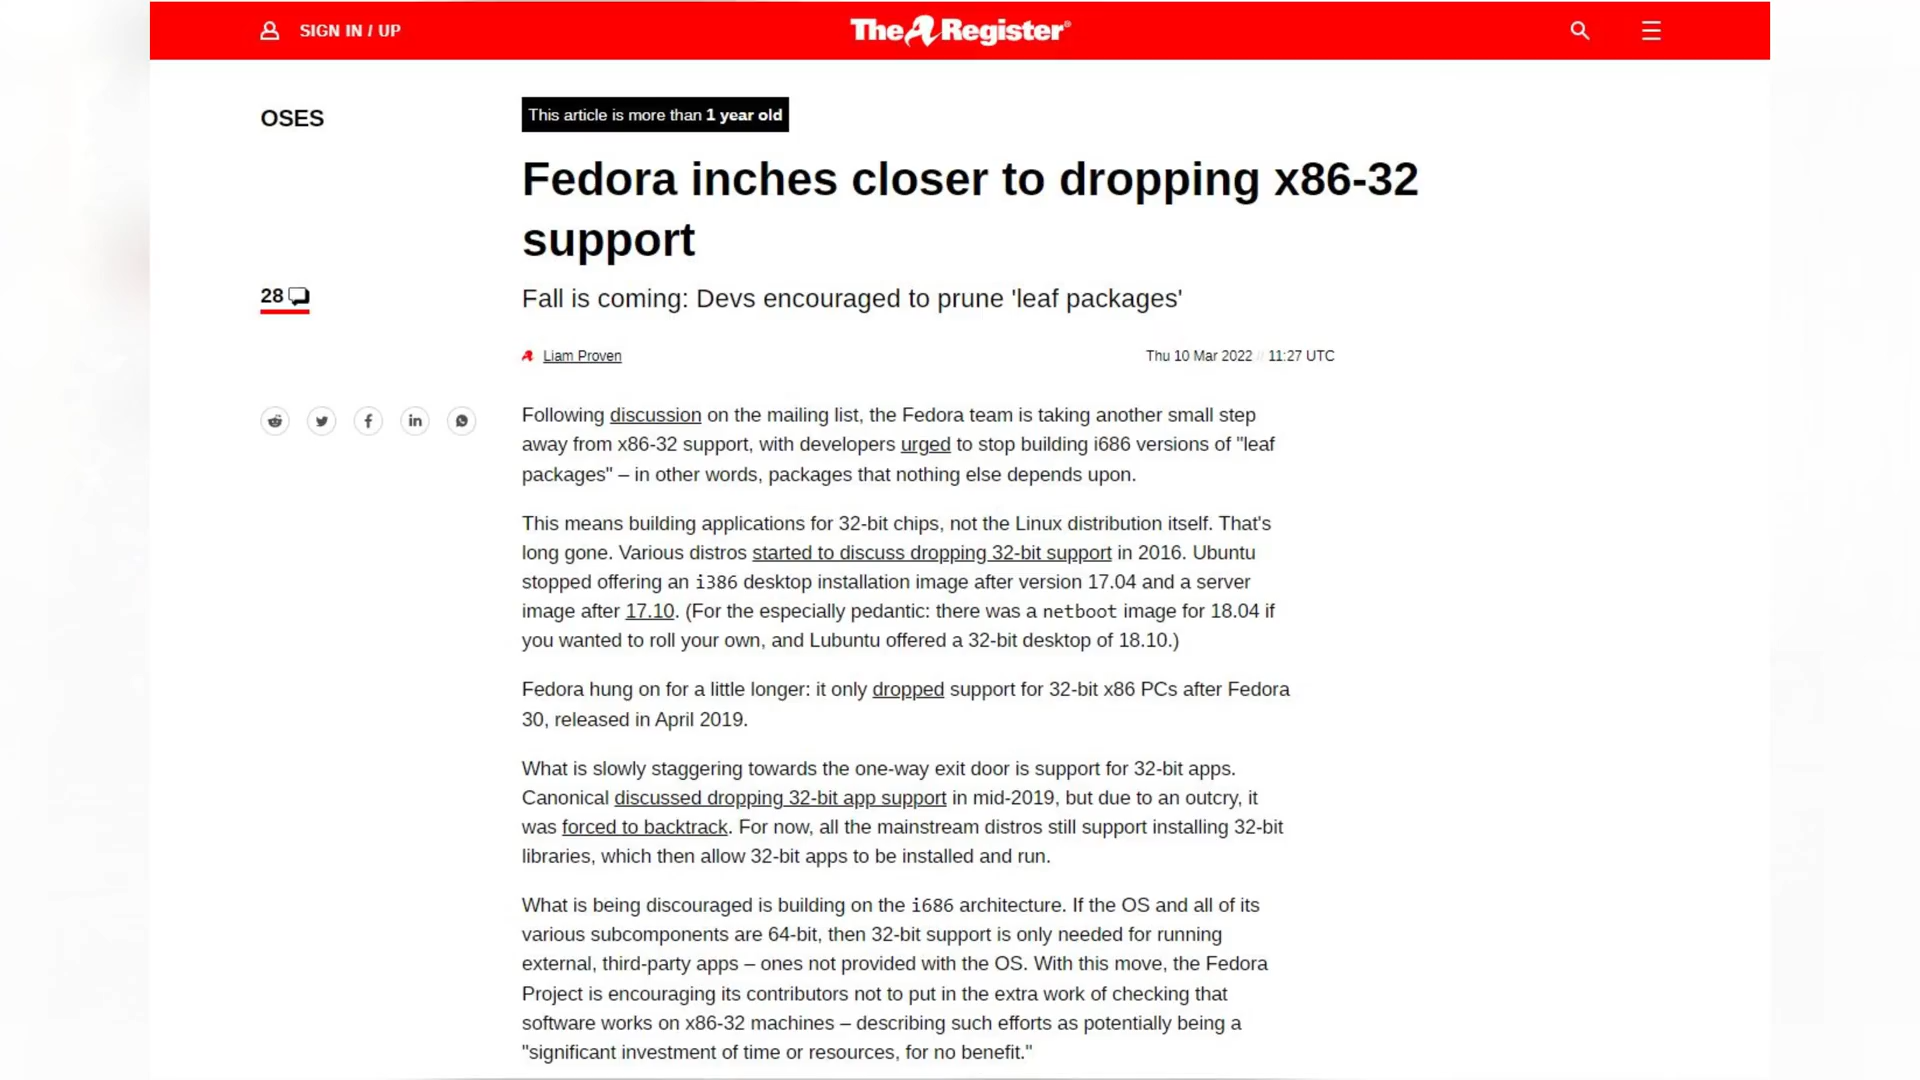 SIGN IN / UP
The Register®
OSES
This article is more than 1 year old
Fedora inches closer to dropping x86-32
support
28
Fall is coming: Devs encouraged to prune 'leaf packages'
Liam Proven
Thu 10 Mar 2022 // 11:27 UTC
Following discussion on the mailing list, the Fedora team is taking another small step
away from x86-32 support, with developers urged to stop building i686 versions of "leaf
packages" – in other words, packages that nothing else depends upon.
This means building applications for 32-bit chips, not the Linux distribution itself. That's
long gone. Various distros started to discuss dropping 32-bit support in 2016. Ubuntu
stopped offering an i386 desktop installation image after version 17.04 and a server
image after 17.10. (For the especially pedantic: there was a netboot image for 18.04 if
you wanted to roll your own, and Lubuntu offered a 32-bit desktop of 18.10.)
Fedora hung on for a little longer: it only dropped support for 32-bit x86 PCs after Fedora
30, released in April 2019.
What is slowly staggering towards the one-way exit door is support for 32-bit apps.
Canonical discussed dropping 32-bit app support in mid-2019, but due to an outcry, it
was forced to backtrack. For now, all the mainstream distros still support installing 32-bit
libraries, which then allow 32-bit apps to be installed and run.
What is being discouraged is building on the i686 architecture. If the OS and all of its
various subcomponents are 64-bit, then 32-bit support is only needed for running
external, third-party apps – ones not provided with the OS. With this move, the Fedora
Project is encouraging its contributors not to put in the extra work of checking that
software works on x86-32 machines – describing such efforts as potentially being a
"significant investment of time or resources, for no benefit."